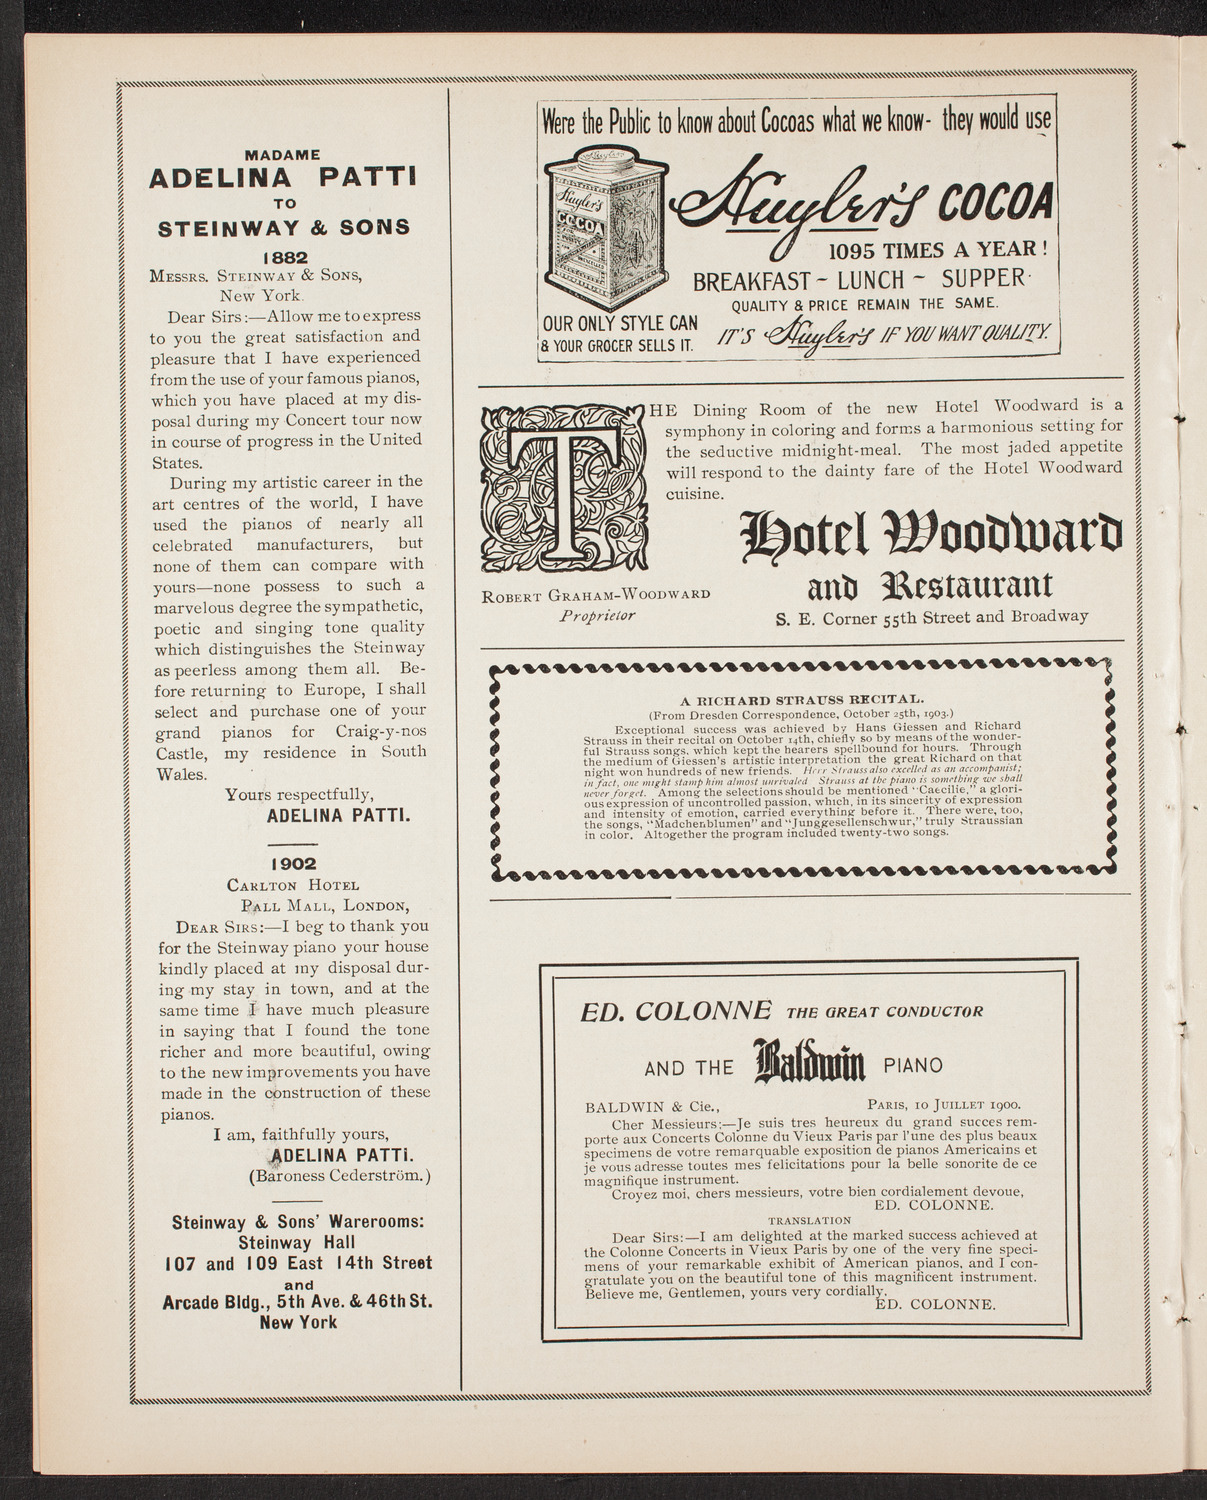 MADAME
ADELINA PATTI
TO
STEINWAY & SONS
1882
MESSRS. STEINWAY & SONS,
New York.
Dear Sirs:—Allow me to express
to you the great satisfaction and
pleasure that I have experienced
from the use of your famous pianos,
which you have placed at my dis-
posal during my Concert tour now
in course of progress in the United
States.
During my artistic career in the
art centres of the world, I have
used the pianos of nearly all
celebrated manufacturers, but
none of them can compare with
yours—none possess to such a
marvelous degree the sympathetic,
poetic and singing tone quality
which distinguishes the Steinway
as peerless among them all. Be-
fore returning to Europe, I shall
select and purchase one of your
grand pianos for Craig-y-nos
Castle, my residence in South
Wales.
Yours respectfully,
ADELINA PATTI.
1902
CARLTON HOTEL
PALL MALL, LONDON,
DEAR SIRS:—I beg to thank you
for the Steinway piano your house
kindly placed at my disposal dur-
ing my stay in town, and at the
same time I have much pleasure
in saying that I found the tone
richer and more beautiful, owing
to the new improvements you have
made in the construction of these
pianos.
I am, faithfully yours,
ADELINA PATTI.
(Baroness Cederström.)
Steinway & Sons' Warerooms:
Steinway Hall
107 and 109 East 14th Street
and
Arcade Bldg., 5th Ave. & 46th St.
New York
Were the Public to know about Cocoas what we know- they would use
Huyler's
COCOA
Huyler's COCOA
1095 TIMES A YEAR!
BREAKFAST ~ LUNCH ~ SUPPER.
QUALITY & PRICE REMAIN THE SAME.
OUR ONLY STYLE CAN
& YOUR GROCER SELLS IT.
IT'S Huyler's IF YOU WANT QUALITY.
THE Dining Room of the new Hotel Woodward is a
symphony in coloring and forms a harmonious setting for
the seductive midnight-meal. The most jaded appetite
will respond to the dainty fare of the Hotel Woodward
cuisine.
Hotel Woodward
and Restaurant
ROBERT GRAHAM-WOODWARD
Proprietor
S. E. Corner 55th Street and Broadway
A RICHARD STRAUSS RECITAL.
(From Dresden Correspondence, October 25th, 1903.)
Exceptional success was achieved by Hans Giessen and Richard
Strauss in their recital on October 14th, chiefly so by means of the wonder-
ful Strauss songs, which kept the hearers spellbound for hours. Through
the medium of Giessen's artistic interpretation the great Richard on that
night won hundreds of new friends. Herr Strauss also excelled as an accompanist;
in fact, one might stamp him almost unrivaled Strauss at the piano is something we shall
never forget. Among the selections should be mentioned "Caecilie," a glori-
ous expression of uncontrolled passion, which, in its sincerity of expression
and intensity of emotion, carried everything before it. There were, too,
the songs, "Madchenblumen" and "Junggesellenschwur," truly Straussian
in color. Altogether the program included twenty-two songs.
ED. COLONNE THE GREAT CONDUCTOR
AND THE Baldwin PIANO
BALDWIN & Cie., PARIS, 10 JUILLET 1900.
Cher Messieurs:—Je suis tres heureux du grand succes rem-
porte aux Concerts Colonne du Vieux Paris par l'une des plus beaux
specimens de votre remarquable exposition de pianos Americains et
je vous adresse toutes mes felicitations pour la belle sonorite de ce
magnifique instrument.
Croyez moi, chers messieurs, votre bien cordialement devoue,
ED. COLONNE.
TRANSLATION
Dear Sirs:—I am delighted at the marked success achieved at
the Colonne Concerts in Vieux Paris by one of the very fine speci-
mens of your remarkable exhibit of American pianos, and I con-
gratulate you on the beautiful tone of this magnificent instrument.
Believe me, Gentlemen, yours very cordially,
ED. COLONNE.